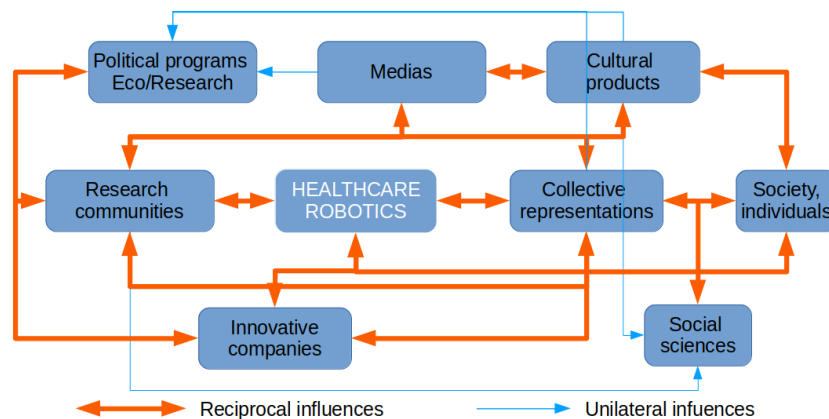 Political programs
Eco/Research
Medias
Cultural
products
Research
communities
HEALTHCARE
ROBOTICS
Collective
representations
Society,
individuals
Innovative
companies
Social
sciences
Reciprocal influences
Unilateral infuences